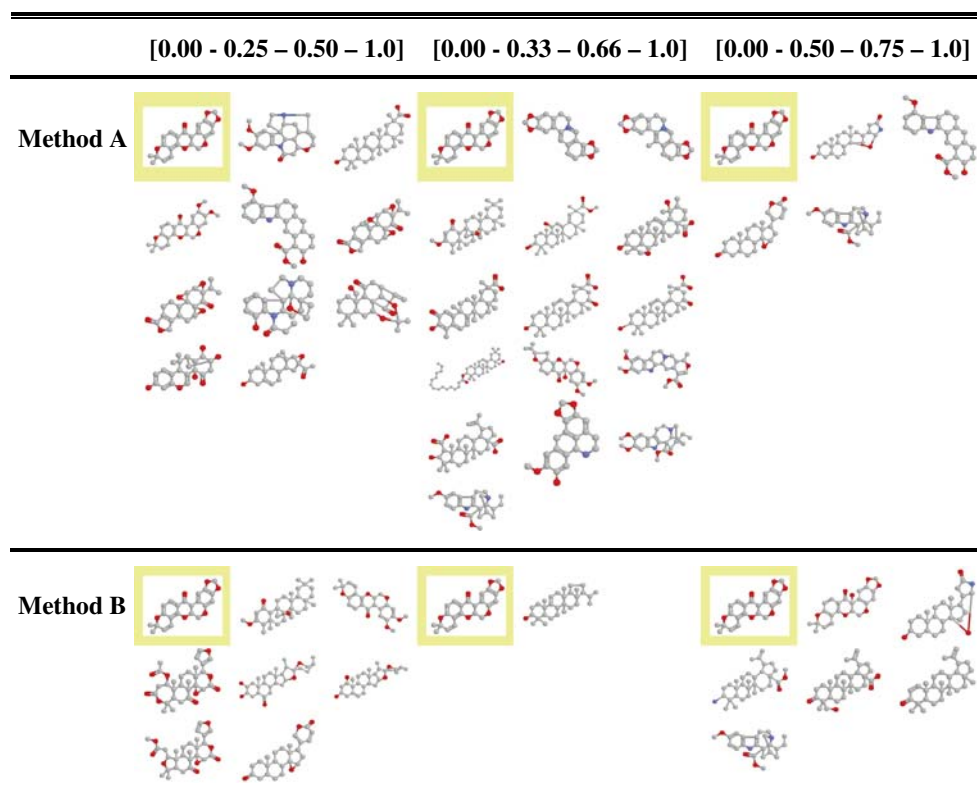 [0.00 - 0.25 – 0.50 – 1.0] [0.00 - 0.33 – 0.66 – 1.0] [0.00 - 0.50 – 0.75 – 1.0]
Method A
Method B